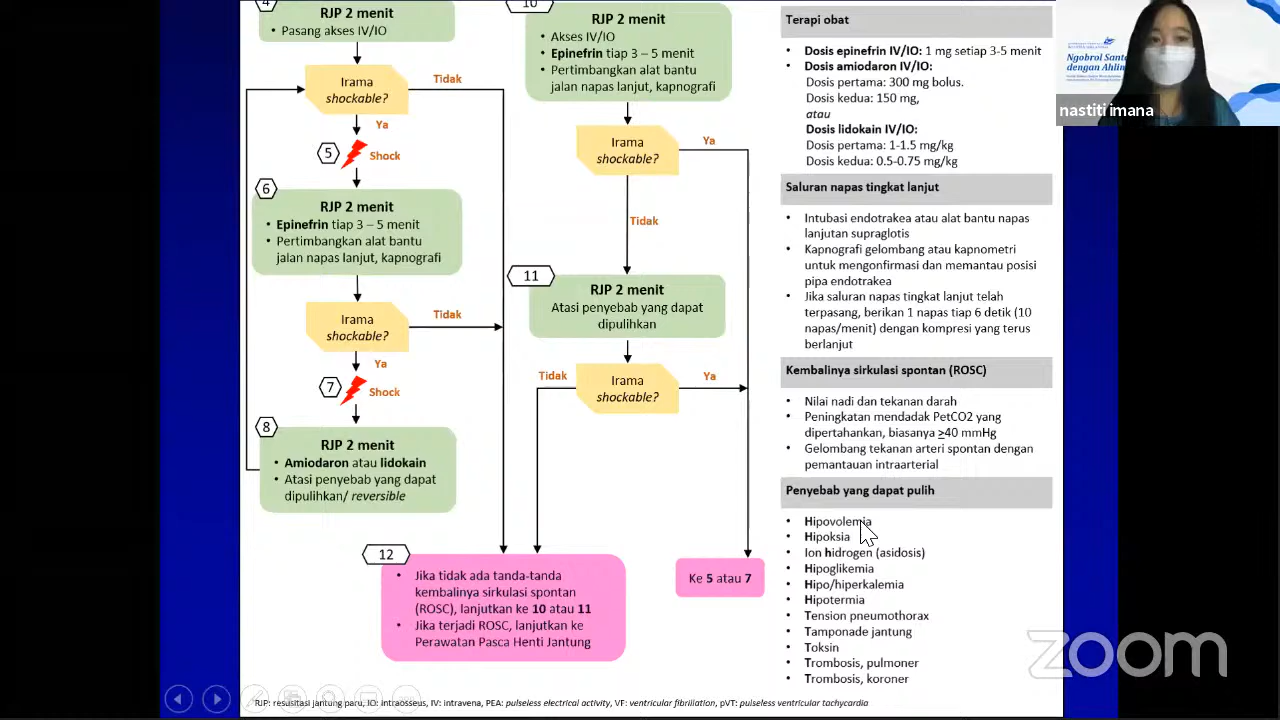 4
RJP 2 menit
• Pasang akses IV/IO
Irama
shockable?
Tidak
Ya
5
Shock
6
RJP 2 menit
• Epinefrin tiap 3 – 5 menit
• Pertimbangkan alat bantu
jalan napas lanjut, kapnografi
Irama
shockable?
Tidak
Ya
7
Shock
8
RJP 2 menit
• Amiodaron atau lidokain
• Atasi penyebab yang dapat
dipulihkan/ reversible
10
RJP 2 menit
• Akses IV/IO
• Epinefrin tiap 3 – 5 menit
• Pertimbangkan alat bantu
jalan napas lanjut, kapnografi
Irama
shockable?
Ya
Tidak
11
RJP 2 menit
Atasi penyebab yang dapat
dipulihkan
Tidak
Irama
shockable?
Ya
12
• Jika tidak ada tanda-tanda
kembalinya sirkulasi spontan
(ROSC), lanjutkan ke 10 atau 11
• Jika terjadi ROSC, lanjutkan ke
Perawatan Pasca Henti Jantung
Ke 5 atau 7
Terapi obat
• Dosis epinefrin IV/IO: 1 mg setiap 3-5 menit
• Dosis amiodaron IV/IO:
Dosis pertama: 300 mg bolus.
Dosis kedua: 150 mg,
atau
Dosis lidokain IV/IO:
Dosis pertama: 1-1.5 mg/kg
Dosis kedua: 0.5-0.75 mg/kg
Saluran napas tingkat lanjut
• Intubasi endotrakea atau alat bantu napas
lanjutan supraglotis
• Kapnografi gelombang atau kapnometri
untuk mengonfirmasi dan memantau posisi
pipa endotrakea
• Jika saluran napas tingkat lanjut telah
terpasang, berikan 1 napas tiap 6 detik (10
napas/menit) dengan kompresi yang terus
berlanjut
Kembalinya sirkulasi spontan (ROSC)
• Nilai nadi dan tekanan darah
• Peningkatan mendadak PetCO2 yang
dipertahankan, biasanya ≥40 mmHg
• Gelombang tekanan arteri spontan dengan
pemantauan intraarterial
Penyebab yang dapat pulih
• Hipovolemia
• Hipoksia
• Ion hidrogen (asidosis)
• Hipoglikemia
• Hipo/hiperkalemia
• Hipotermia
• Tension pneumothorax
• Tamponade jantung
• Toksin
• Trombosis, pulmoner
• Trombosis, koroner
RJP: resusitasi jantung paru, IO: intraosseus, IV: intravena, PEA: pulseless electrical activity, VF: ventricular fibrillation, pVT: pulseless ventricular tachycardia
Ngobrol Santa
dengan Ahlin
nastiti imana
zoom